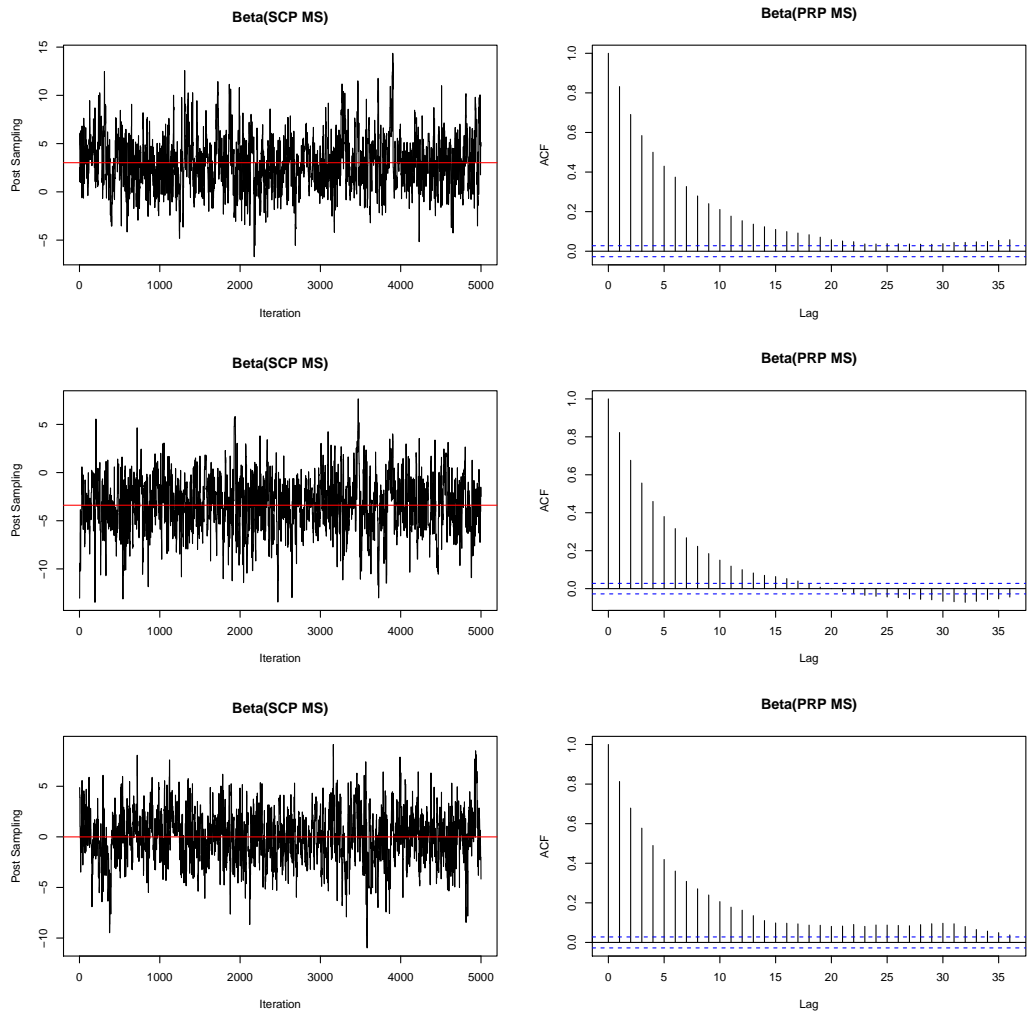 Beta(SCP MS)
Post Sampling
15
10
5
0
−5
0 1000 2000 3000 4000 5000
Iteration
Beta(PRP MS)
ACF
1.0
0.8
0.6
0.4
0.2
0.0
0 5 10 15 20 25 30 35
Lag
Beta(SCP MS)
Post Sampling
5
0
−5
−10
0 1000 2000 3000 4000 5000
Iteration
Beta(PRP MS)
ACF
1.0
0.8
0.6
0.4
0.2
0.0
0 5 10 15 20 25 30 35
Lag
Beta(SCP MS)
Post Sampling
5
0
−5
−10
0 1000 2000 3000 4000 5000
Iteration
Beta(PRP MS)
ACF
1.0
0.8
0.6
0.4
0.2
0.0
0 5 10 15 20 25 30 35
Lag